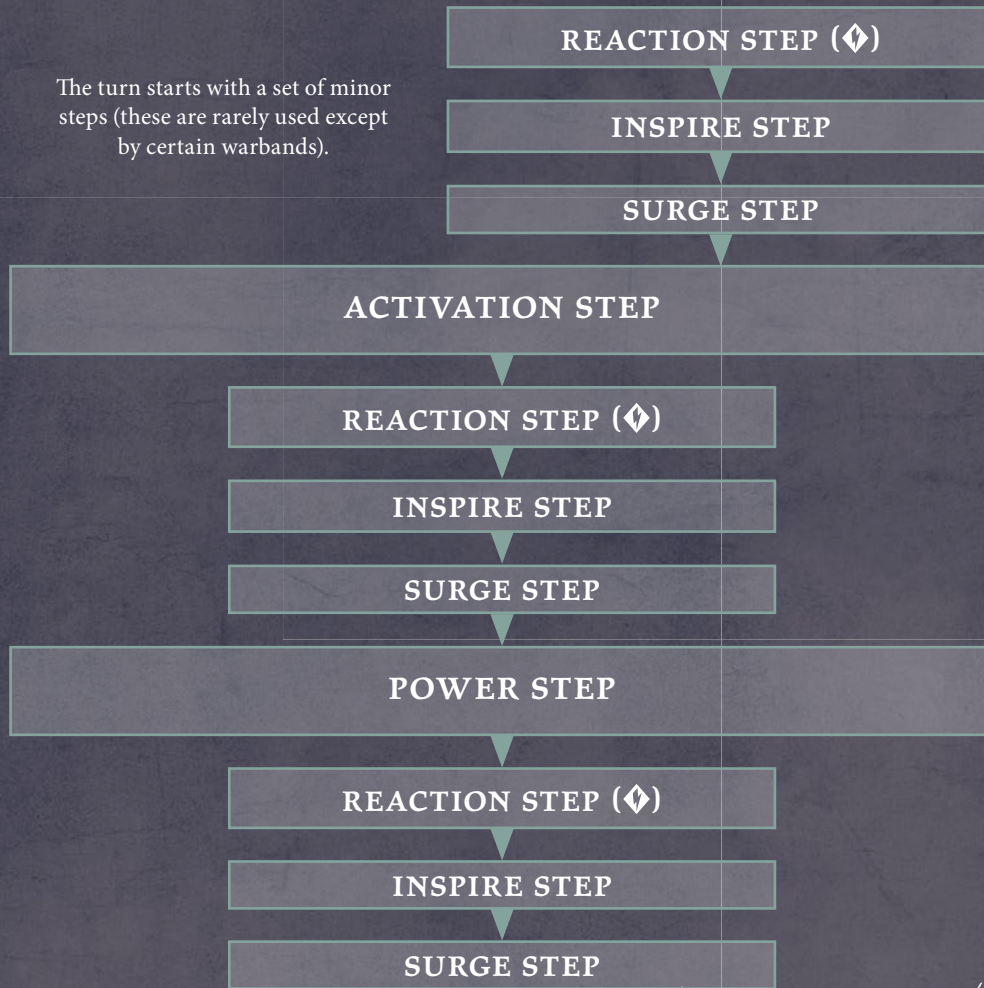 REACTION STEP ()
The turn starts with a set of minor
steps (these are rarely used except
by certain warbands).
INSPIRE STEP
SURGE STEP
ACTIVATION STEP
REACTION STEP ()
INSPIRE STEP
SURGE STEP
POWER STEP
REACTION STEP ()
INSPIRE STEP
SURGE STEP